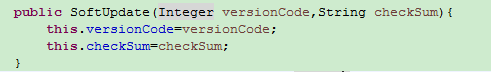 public SoftUpdate(Integer versionCode,String checkSum){
this.versionCode=versionCode;
this.checkSum=checkSum;
}